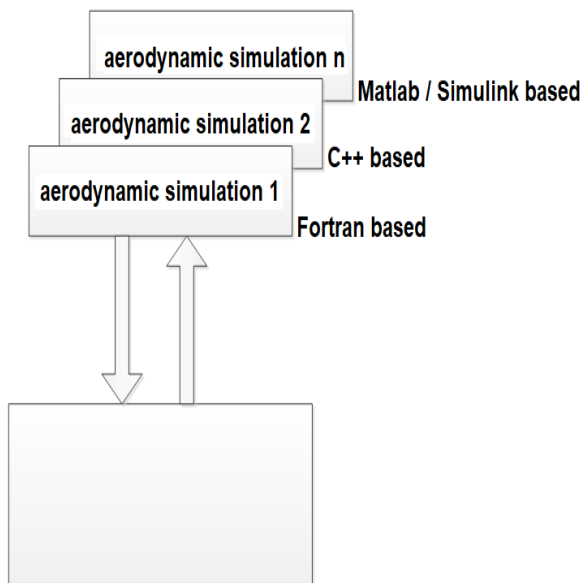 aerodynamic simulation n
Matlab / Simulink based
aerodynamic simulation 2
C++ based
aerodynamic simulation 1
Fortran based